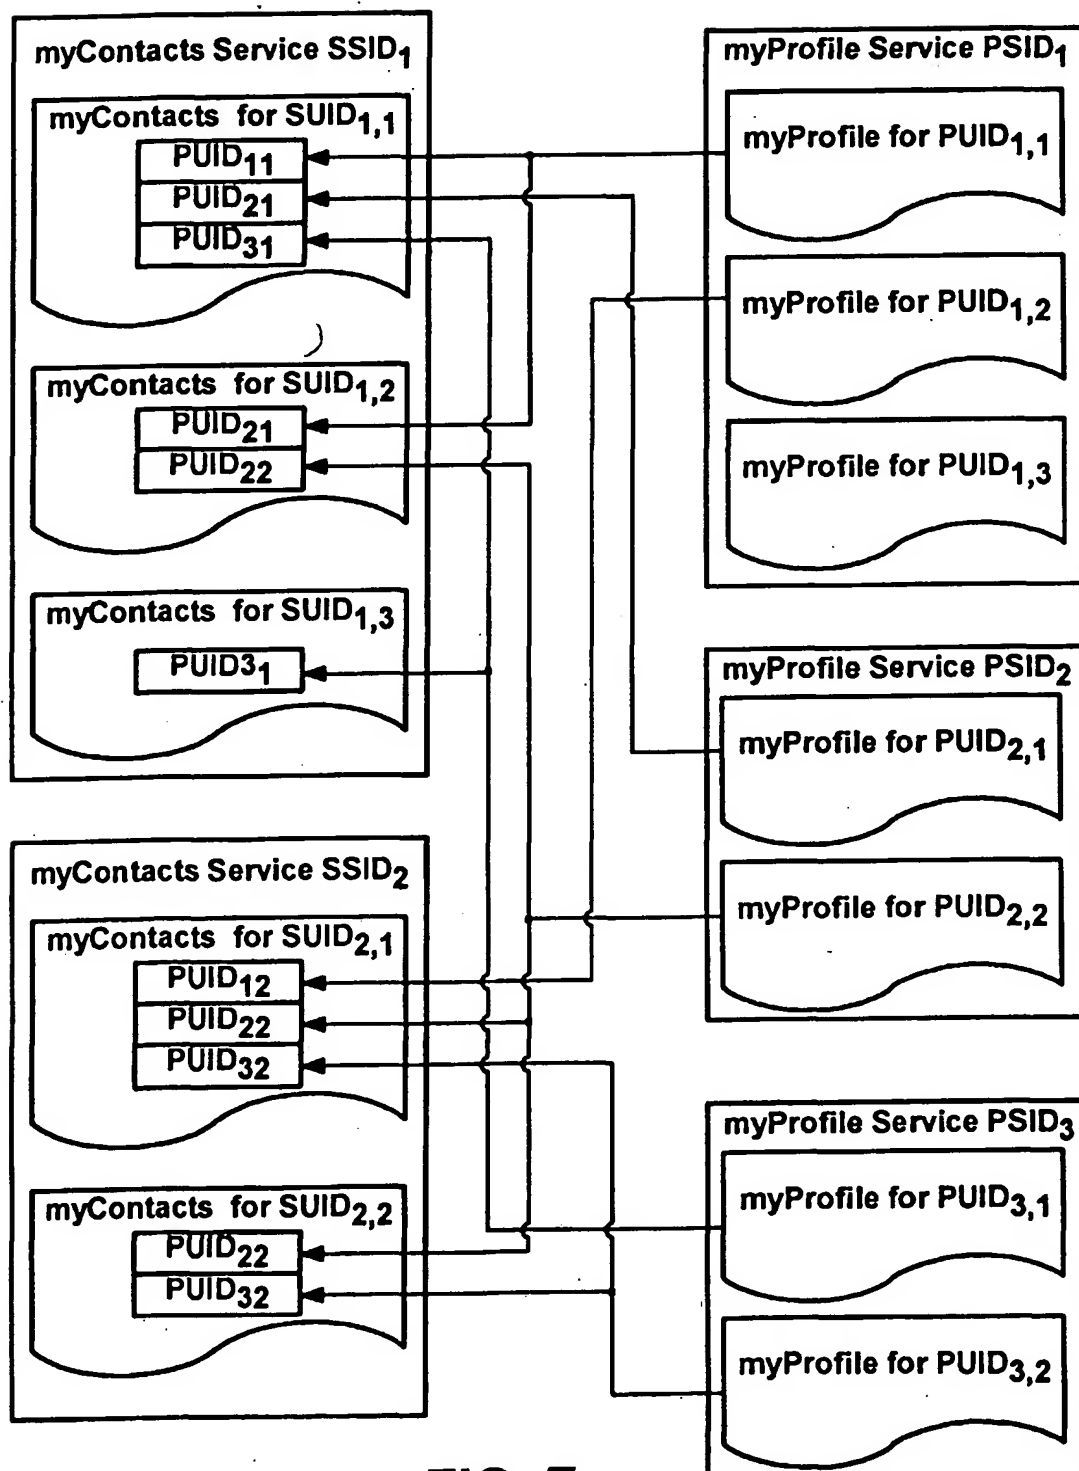 myContacts Service SSID1
myContacts for SUID1,1
PUID11
PUID21
PUID31
myContacts for SUID1,2
PUID21
PUID22
myContacts for SUID1,3
PUID31
myContacts Service SSID2
myContacts for SUID2,1
PUID12
PUID22
PUID32
myContacts for SUID2,2
PUID22
PUID32
myProfile Service PSID1
myProfile for PUID1,1
myProfile for PUID1,2
myProfile for PUID1,3
myProfile Service PSID2
myProfile for PUID2,1
myProfile for PUID2,2
myProfile Service PSID3
myProfile for PUID3,1
myProfile for PUID3,2